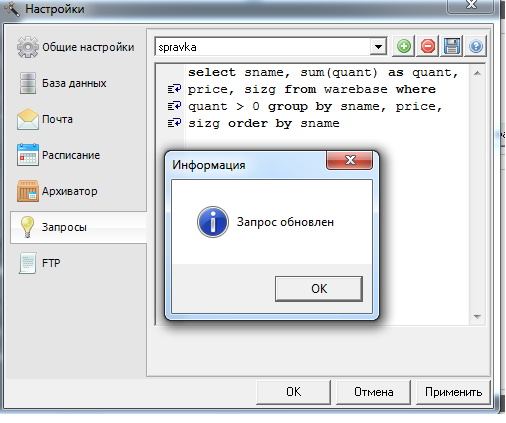 Настройки
Общие настройки
База данных
Почта
Расписание
Архиватор
Запросы
FTP
spravka
select sname, sum(quant) as quant,
price, sizg from warebase where
quant > 0 group by sname, price,
sizg order by sname
Информация
Запрос обновлен
OK
OK
Отмена
Применить